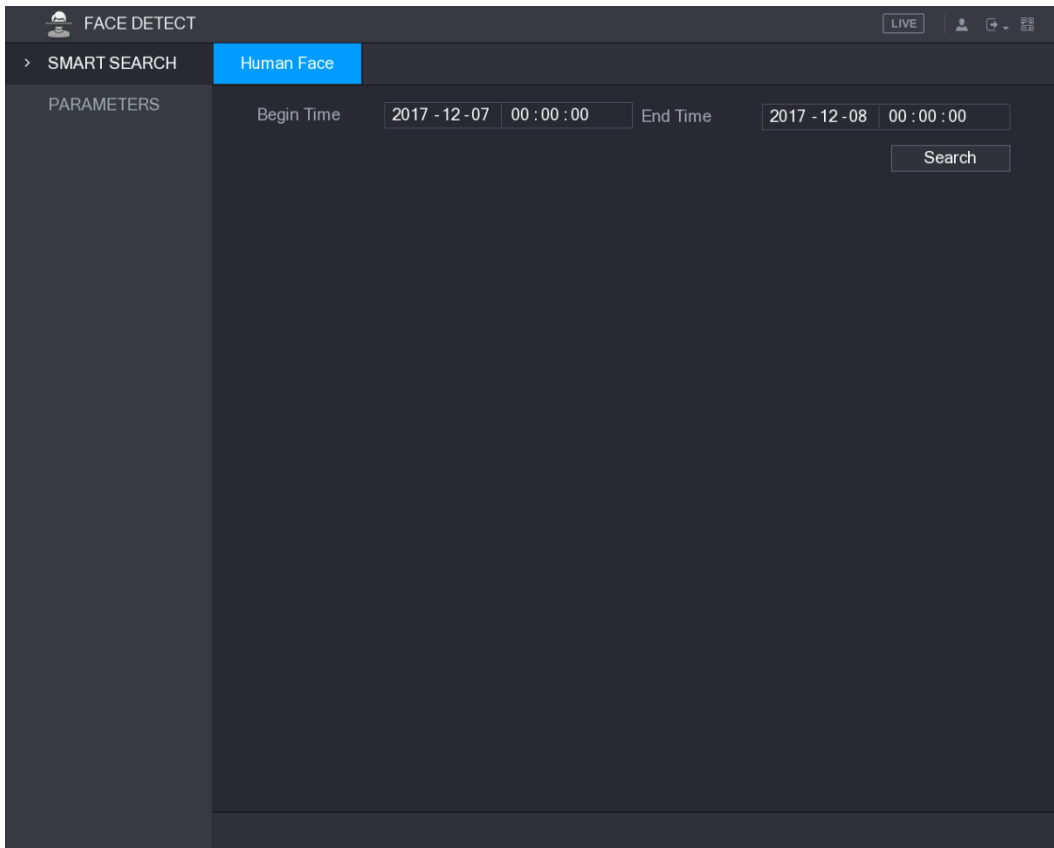 FACE DETECT LIVE
> SMART SEARCH Human Face
PARAMETERS
Begin Time 2017 -12 -07 00 : 00 : 00 End Time 2017 -12 -08 00 : 00 : 00
Search